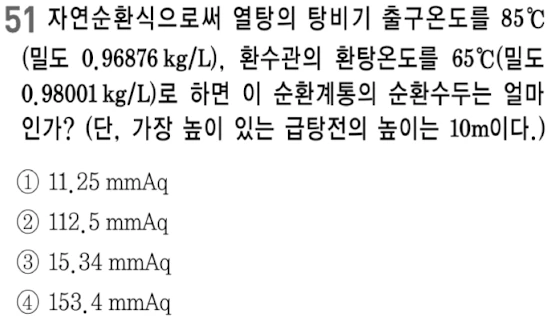 51 자연순환식으로써 열탕의 탕비기 출구온도를 85℃
(밀도 0.96876 kg/L), 환수관의 환탕온도를 65℃(밀도
0.98001 kg/L)로 하면 이 순환계통의 순환수두는 얼마
인가? (단, 가장 높이 있는 급탕전의 높이는 10m이다.)
① 11.25 mmAq
② 112.5 mmAq
③ 15.34 mmAq
④ 153.4 mmAq